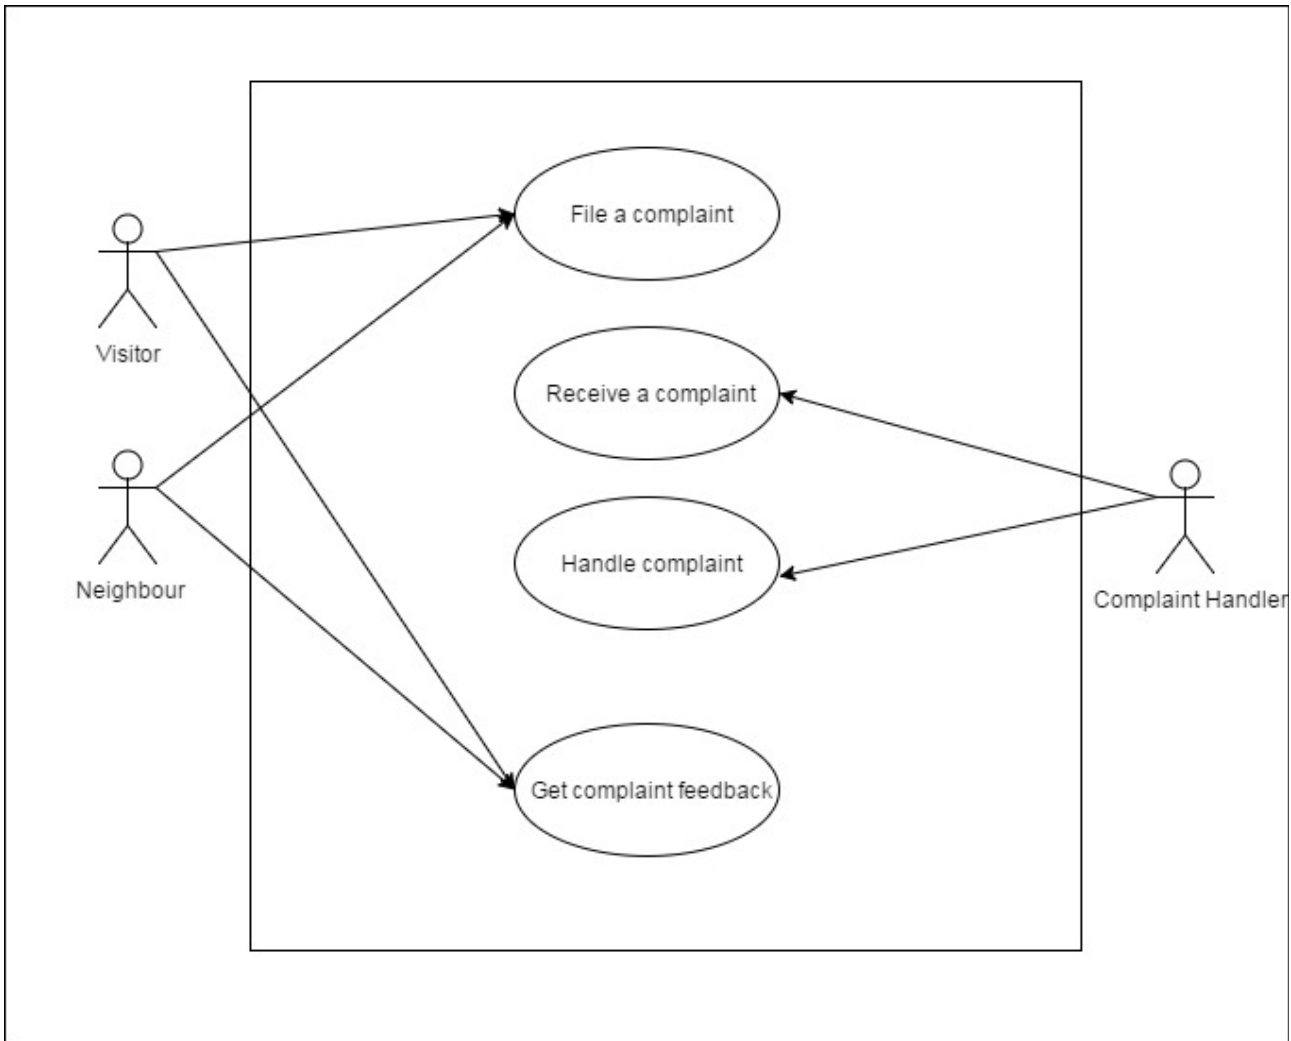 File a complaint
Visitor
Receive a complaint
Neighbour
Handle complaint
Complaint Handler
Get complaint feedback